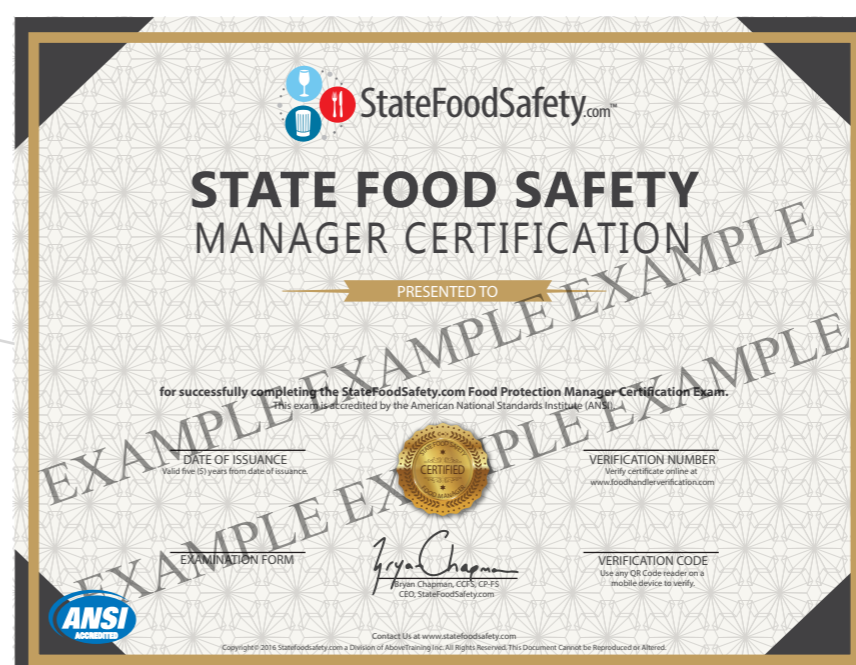 StateFoodSafety.com™
STATE FOOD SAFETY
MANAGER CERTIFICATION
PRESENTED TO
EXAMPLE EXAMPLE EXAMPLE
EXAMPLE EXAMPLE EXAMPLE
for successfully completing the StateFoodSafety.com Food Protection Manager Certification Exam.
This exam is accredited by the American National Standards Institute (ANSI).
DATE OF ISSUANCE
Valid five (5) years from date of issuance.
STATE FOOD SAFETY
CERTIFIED
FOOD MANAGER
VERIFICATION NUMBER
Verify certificate online at
www.foodhandlerverification.com
EXAMINATION FORM
Bryan Chapman
Bryan Chapman, CCFS, CP-FS
CEO, StateFoodSafety.com
VERIFICATION CODE
Use any QR Code reader on a
mobile device to verify.
ANSI
ACCREDITED
Contact Us at www.statefoodsafety.com
Copyright© 2016 Statefoodsafety.com a Division of AboveTraining Inc. All Rights Reserved. This Document Cannot be Reproduced or Altered.